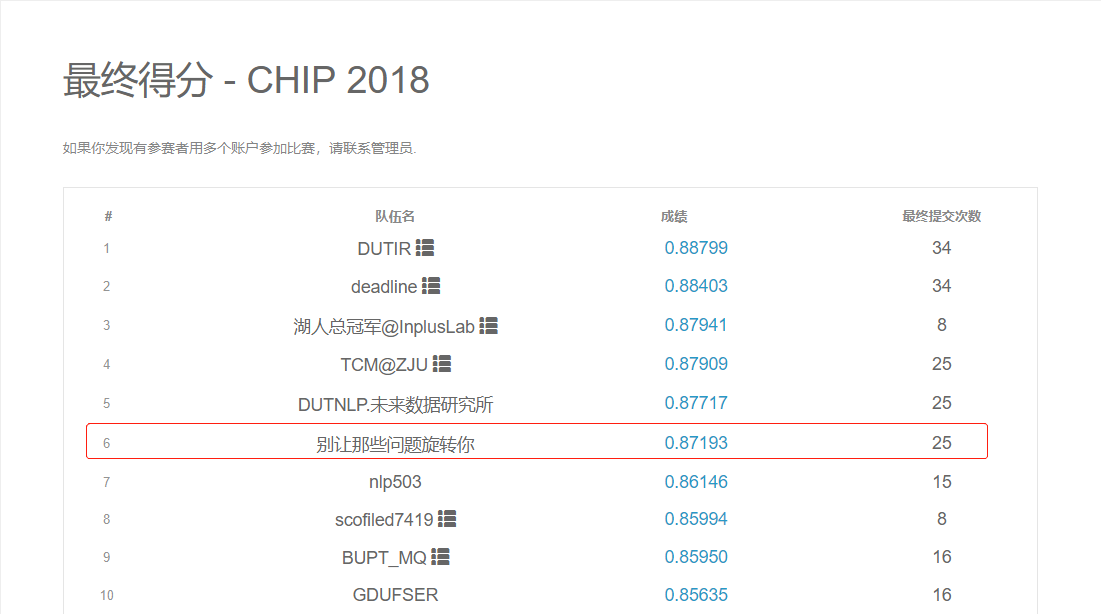 最终得分 - CHIP 2018
如果你发现有参赛者用多个账户参加比赛，请联系管理员.
# 队伍名 成绩 最终提交次数
1 DUTIR 0.88799 34
2 deadline 0.88403 34
3 湖人总冠军@InplusLab 0.87941 8
4 TCM@ZJU 0.87909 25
5 DUTNLP.未来数据研究所 0.87717 25
6 别让那些问题旋转你 0.87193 25
7 nlp503 0.86146 15
8 scofiled7419 0.85994 8
9 BUPT_MQ 0.85950 16
10 GDUFSER 0.85635 16